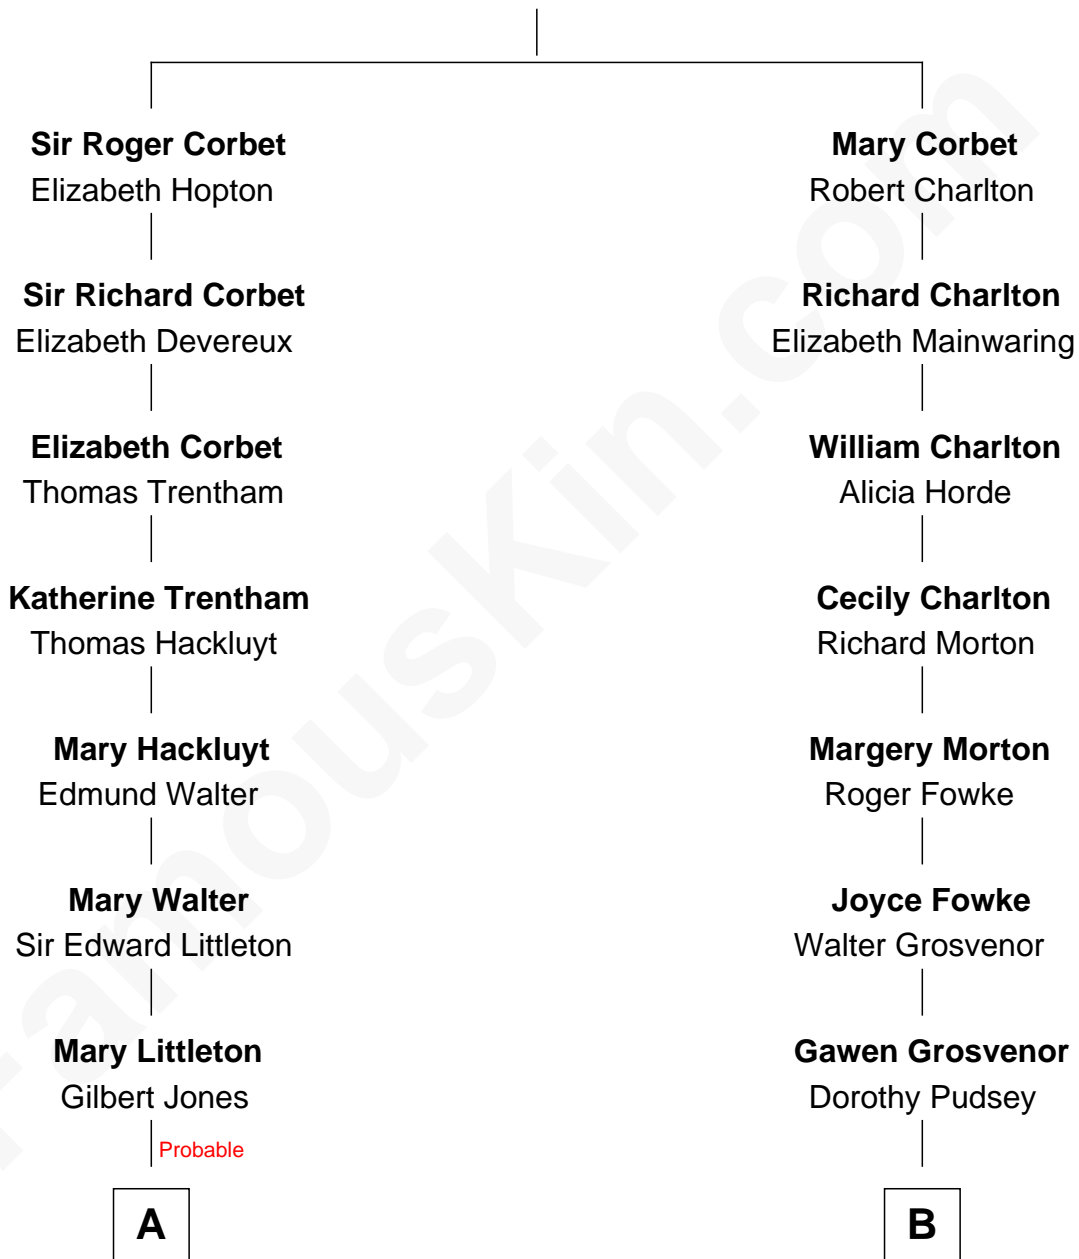 Sir Roger Corbet
Elizabeth Hopton
Mary Corbet
Robert Charlton
Sir Richard Corbet
Elizabeth Devereux
Richard Charlton
Elizabeth Mainwaring
Elizabeth Corbet
Thomas Trentham
William Charlton
Alicia Horde
Katherine Trentham
Thomas Hackluyt
Cecily Charlton
Richard Morton
Mary Hackluyt
Edmund Walter
Margery Morton
Roger Fowke
Mary Walter
Sir Edward Littleton
Joyce Fowke
Walter Grosvenor
Mary Littleton
Gilbert Jones
Gawen Grosvenor
Dorothy Pudsey
Probable
A
B
FamousKin.com